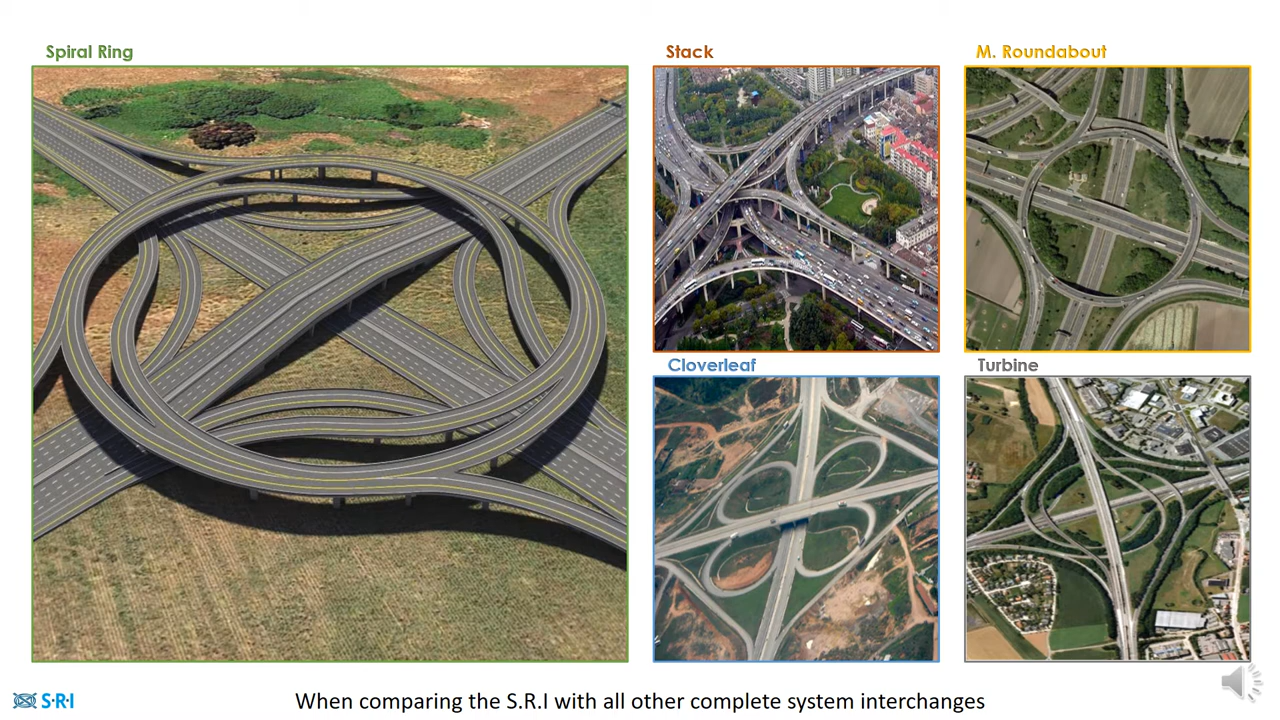 Spiral Ring
Stack
M. Roundabout
Cloverleaf
Turbine
S·R·I
When comparing the S.R.I with all other complete system interchanges